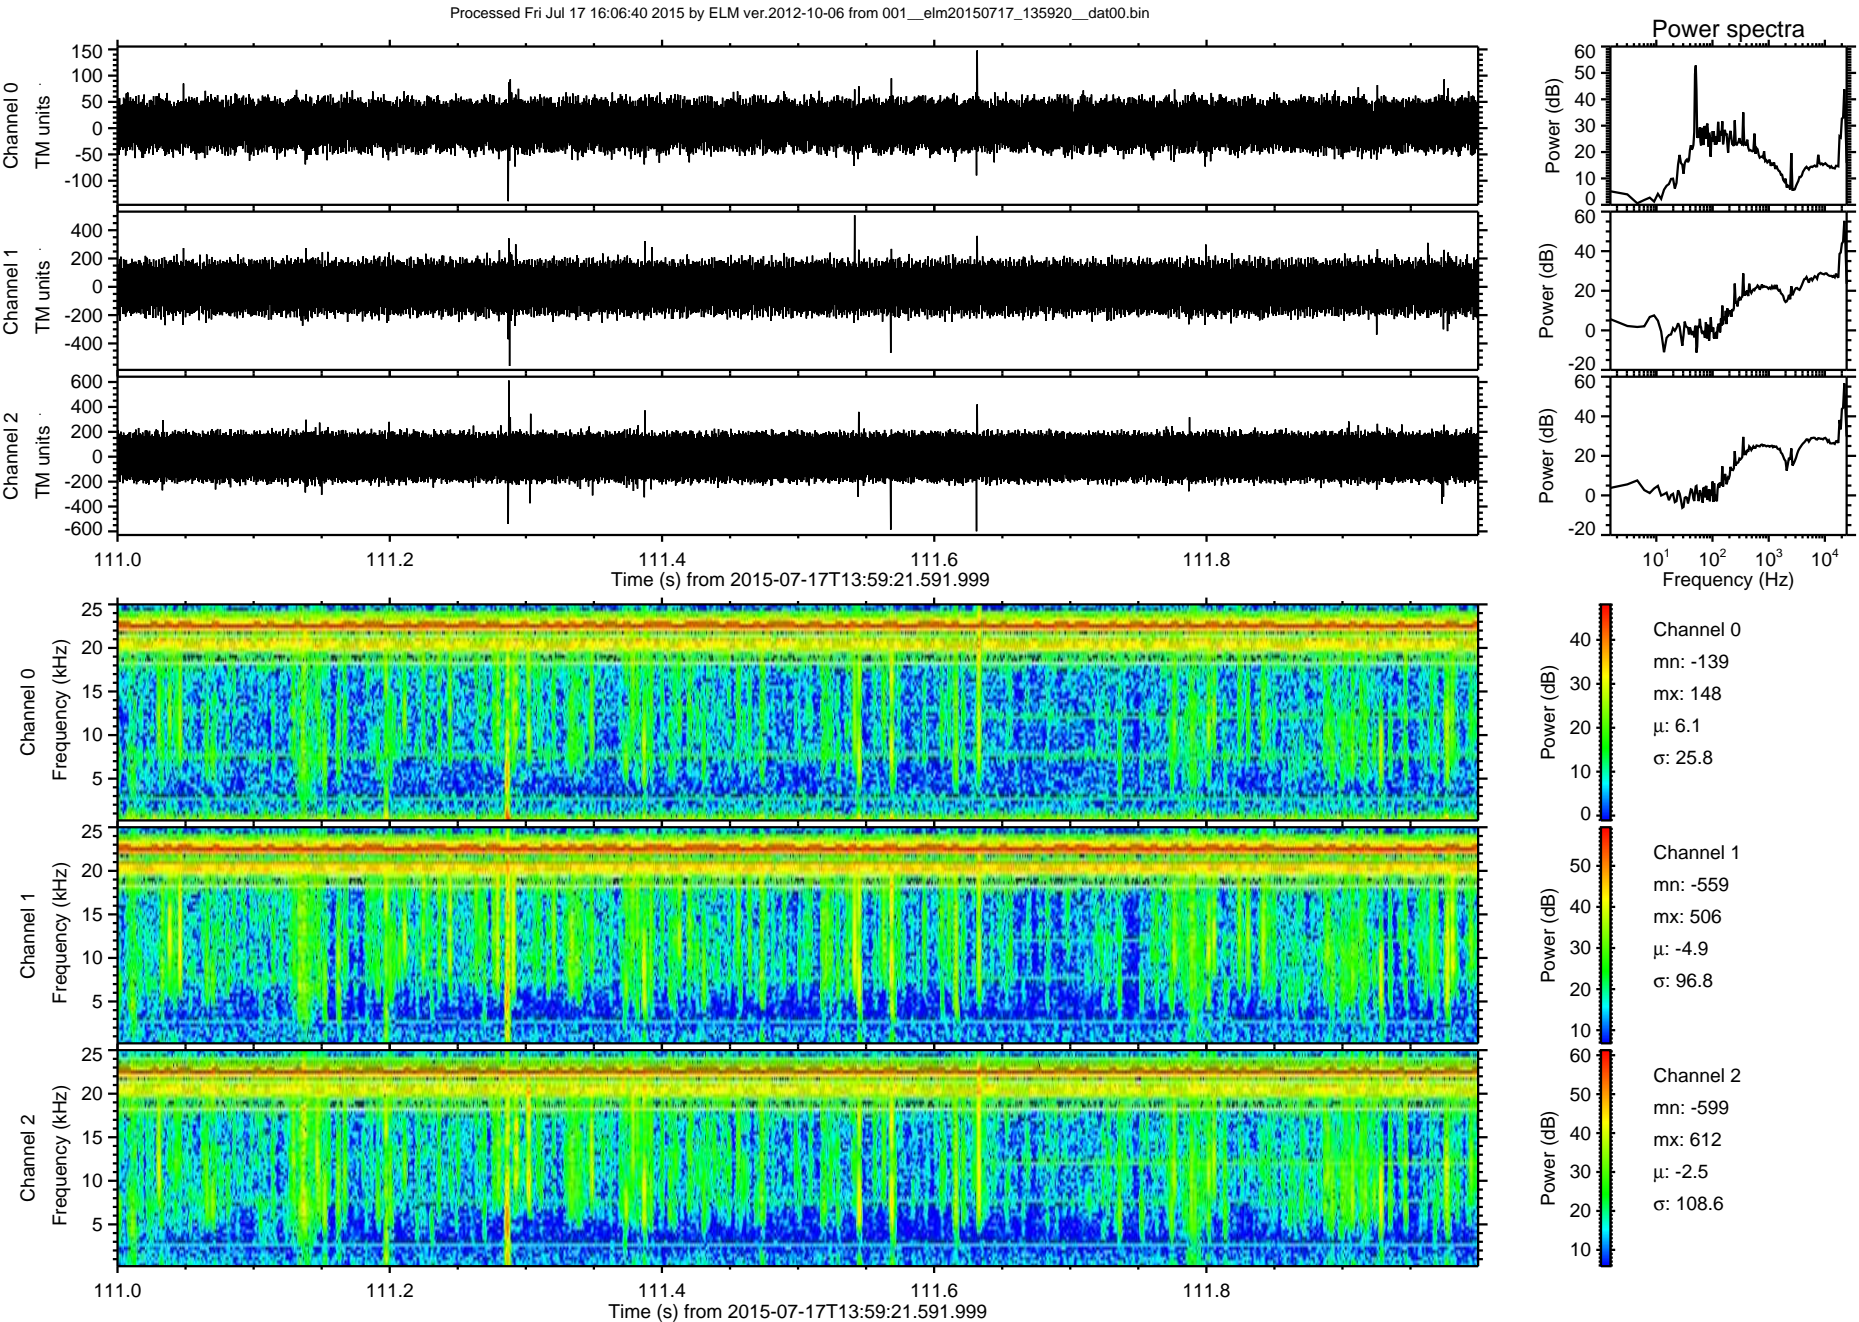 Processed Fri Jul 17 16:06:40 2015 by ELM ver.2012-10-06 from 001__elm20150717_135920__dat00.bin
Power spectra
Channel 0
TM units
150
100
50
0
-50
-100
Power (dB)
60
50
40
30
20
10
0
Channel 1
TM units
400
200
0
-200
-400
Power (dB)
60
40
20
0
-20
Channel 2
TM units
600
400
200
0
-200
-400
-600
Power (dB)
60
40
20
0
-20
111.0 111.2 111.4 111.6 111.8
Time (s) from 2015-07-17T13:59:21.591.999
10^1 10^2 10^3 10^4
Frequency (Hz)
Channel 0
Frequency (kHz)
25
20
15
10
5
Power (dB)
40
30
20
10
0
Channel 0
mn: -139
mx: 148
μ: 6.1
σ: 25.8
Channel 1
Frequency (kHz)
25
20
15
10
5
Power (dB)
50
40
30
20
10
Channel 1
mn: -559
mx: 506
μ: -4.9
σ: 96.8
Channel 2
Frequency (kHz)
25
20
15
10
5
Power (dB)
60
50
40
30
20
10
Channel 2
mn: -599
mx: 612
μ: -2.5
σ: 108.6
111.0 111.2 111.4 111.6 111.8
Time (s) from 2015-07-17T13:59:21.591.999